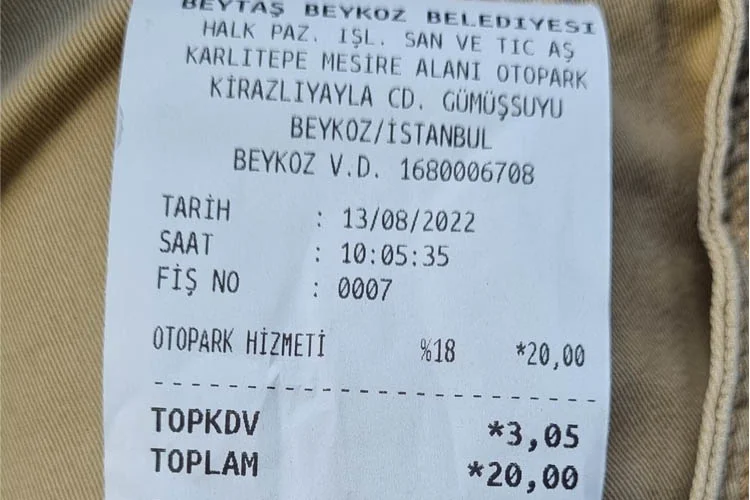 BEYTAŞ BEYKOZ BELEDİYESİ
HALK PAZ. IŞL. SAN VE TIC AŞ
KARLITEPE MESİRE ALANI OTOPARK
KİRAZLIYAYLA CD. GÜMÜŞSUYU
BEYKOZ/İSTANBUL
BEYKOZ V.D. 1680006708
TARİH : 13/08/2022
SAAT : 10:05:35
FİŞ NO : 0007
OTOPARK HİZMETİ %18 *20,00
TOPKDV *3,05
TOPLAM *20,00